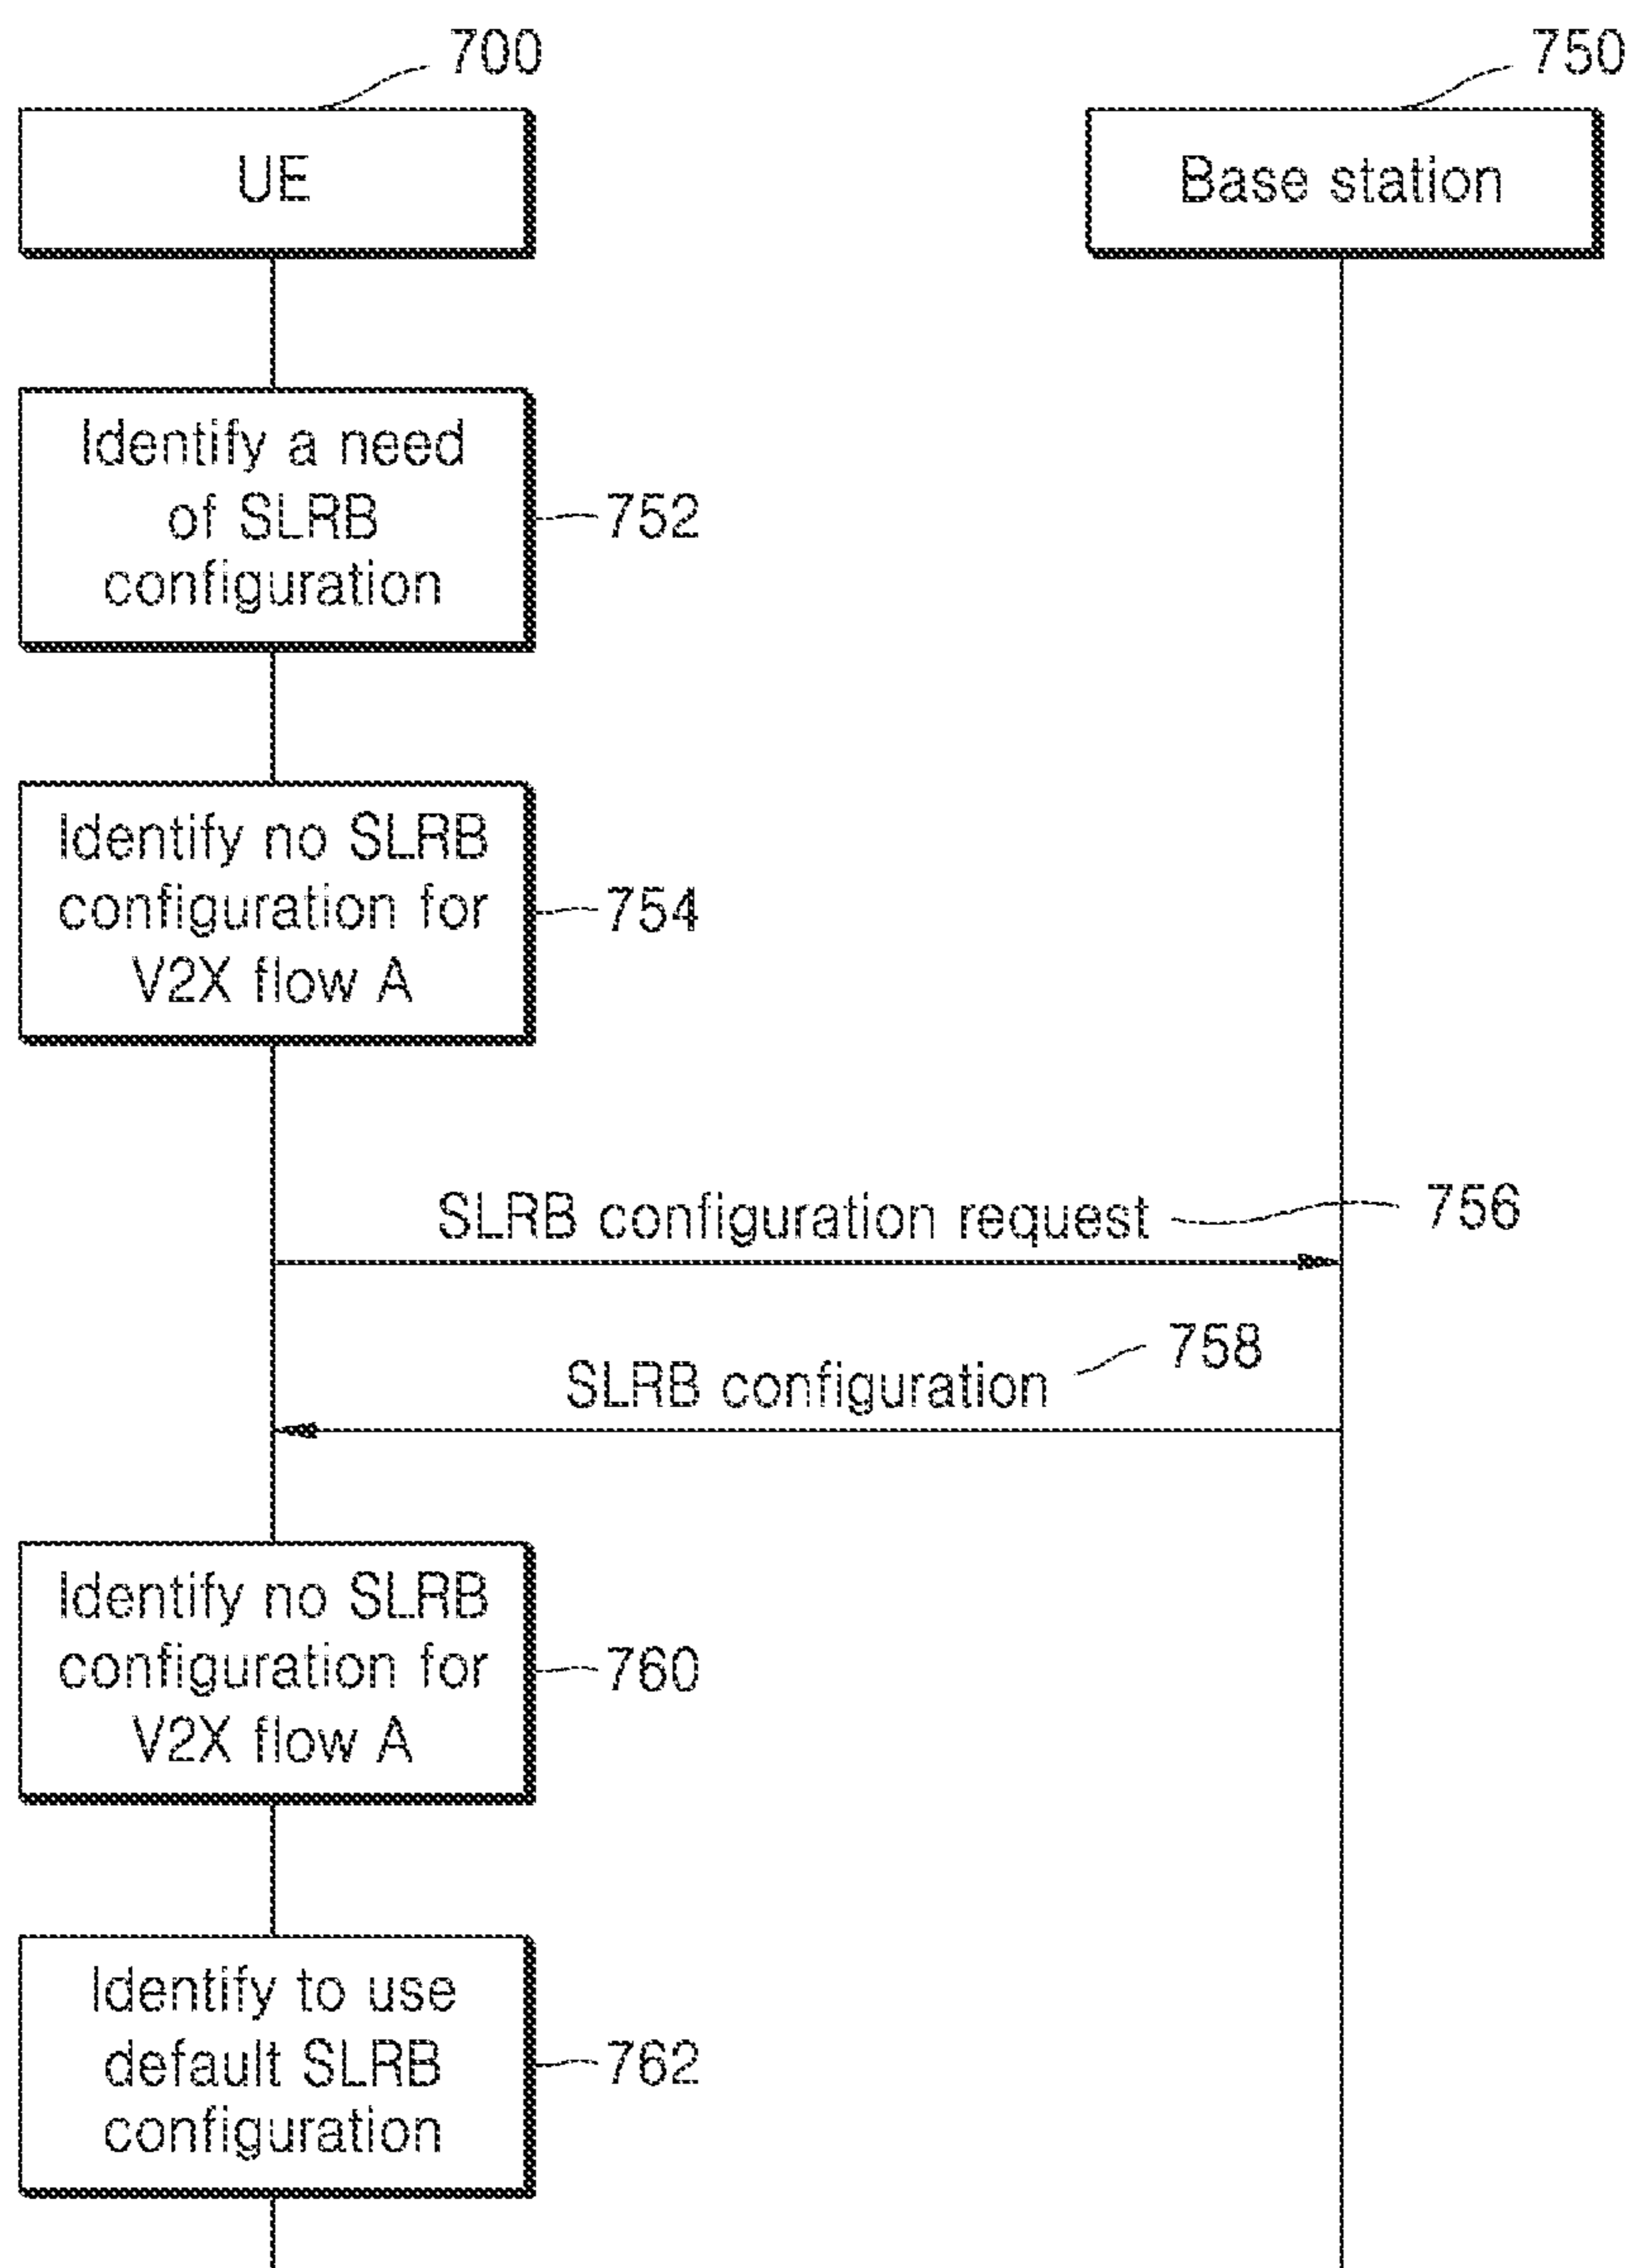 700
750
UE
Base station
Identify a need
of SLRB
configuration
752
Identify no SLRB
configuration for
V2X flow A
754
SLRB configuration request
756
758
SLRB configuration
Identify no SLRB
configuration for
V2X flow A
760
Identify to use
default SLRB
configuration
762